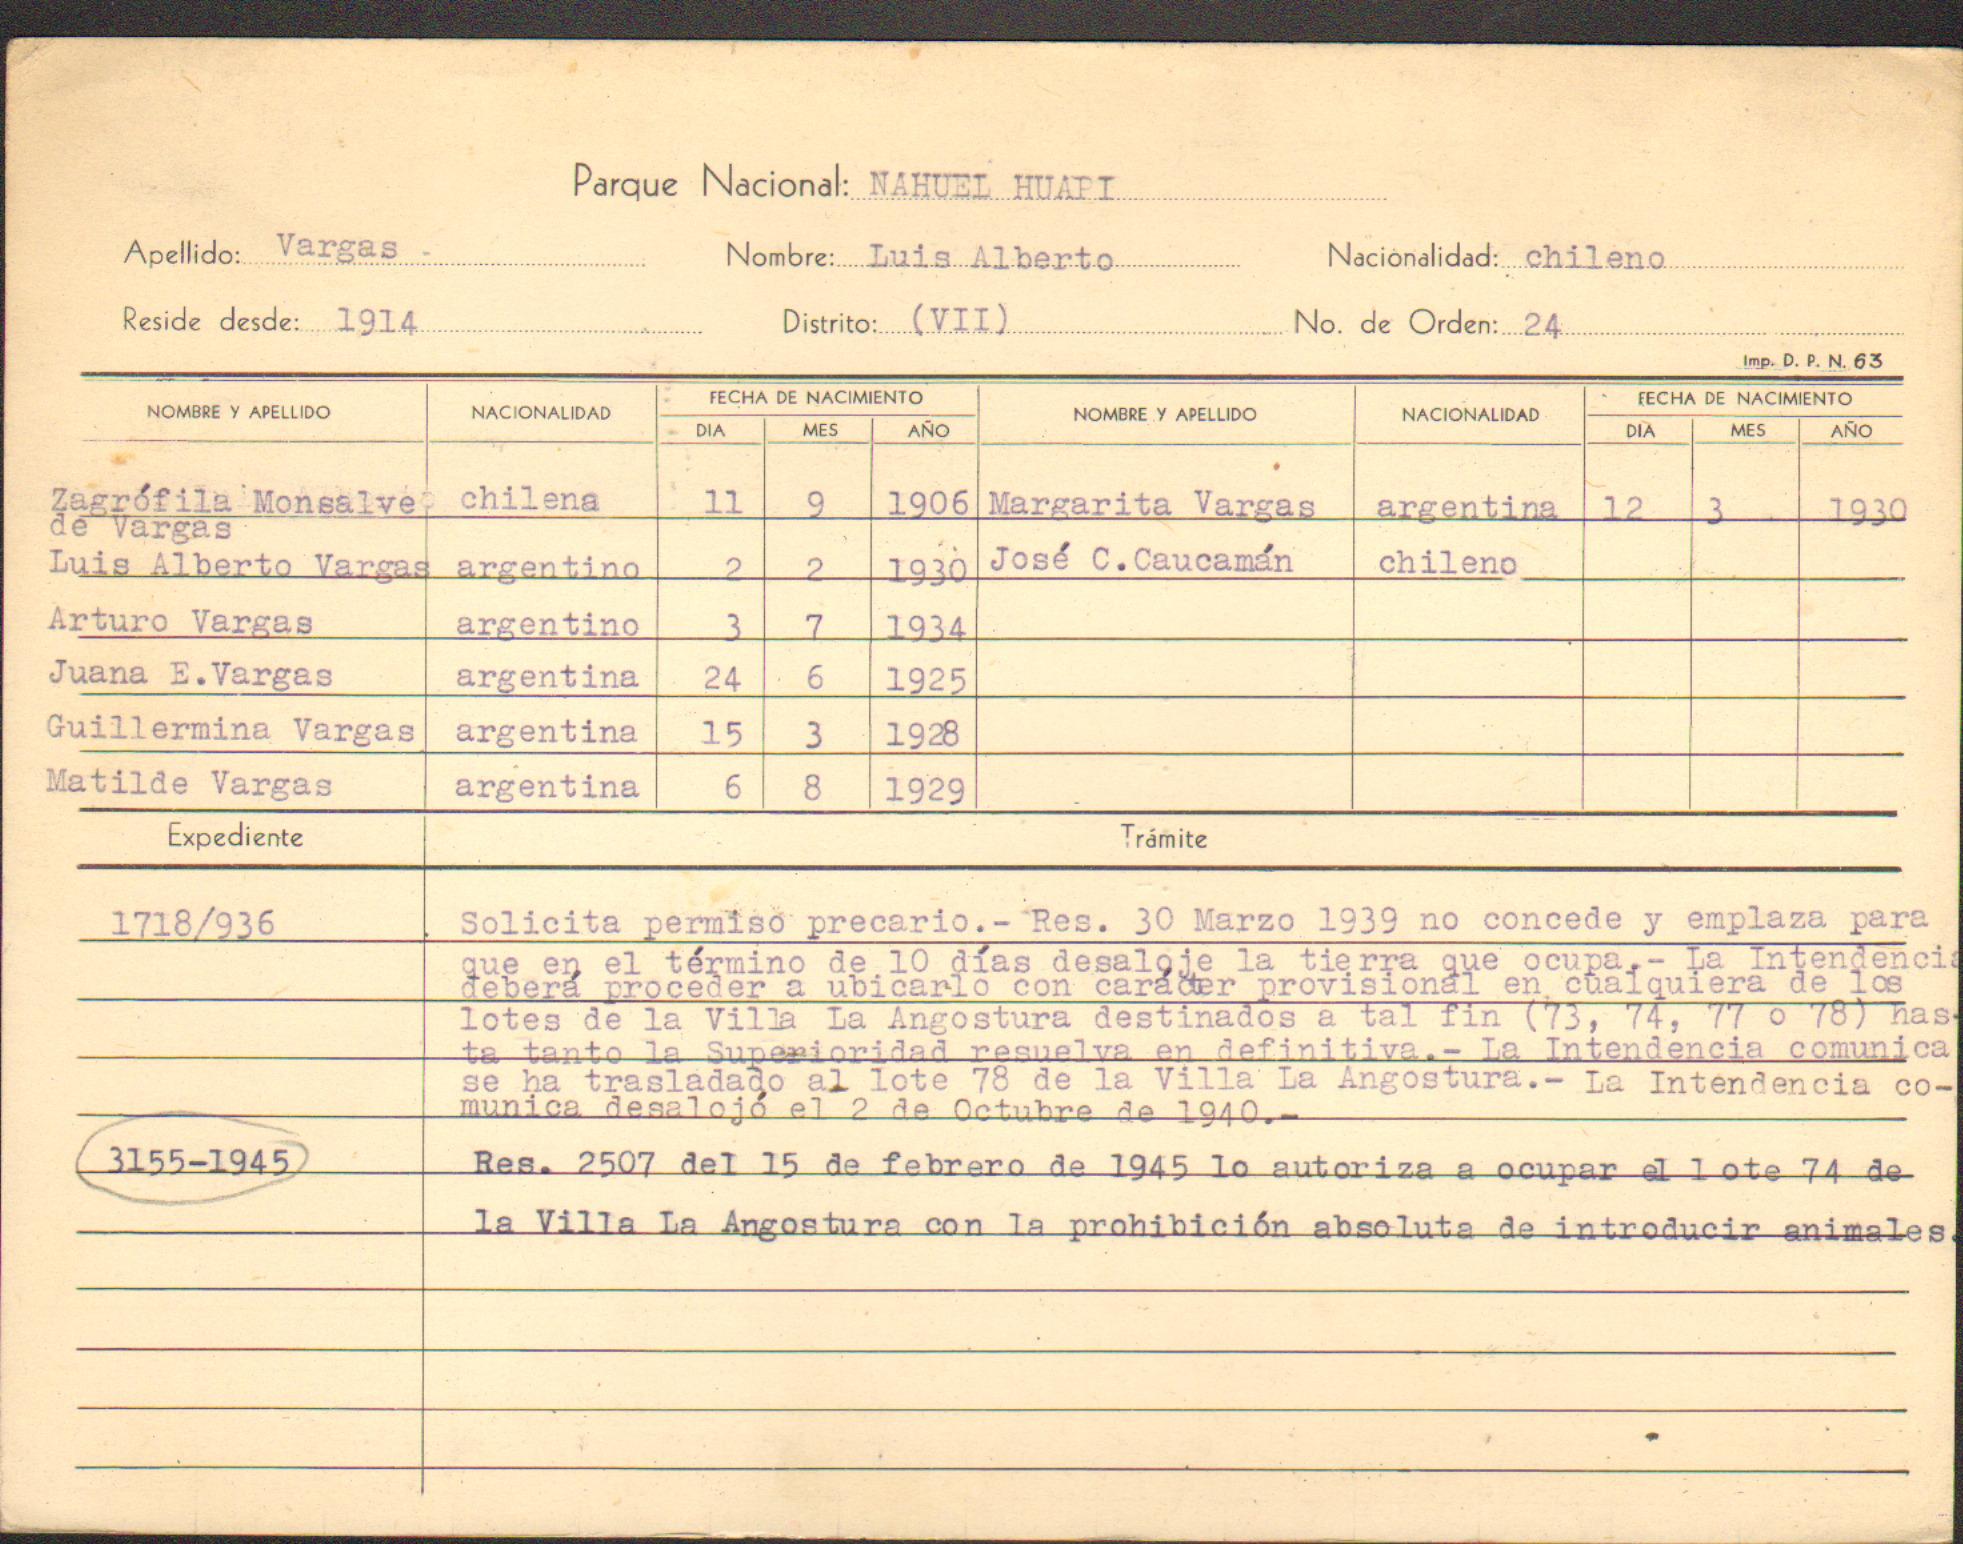 Parque Nacional: NAHUEL HUAPI
Apellido: Vargas - Nombre: Luis Alberto Nacionalidad: chileno
Reside desde: 1914 Distrito: (VII) No. de Orden: 24
Imp. D. P. N. 63
NOMBRE Y APELLIDO NACIONALIDAD FECHA DE NACIMIENTO NOMBRE Y APELLIDO NACIONALIDAD FECHA DE NACIMIENTO
DIA MES AÑO DIA MES AÑO
Zagrófila Monsalve chilena 11 9 1906 Margarita Vargas argentina 12 3 1930
de Vargas
Luis Alberto Vargas argentino 2 2 1930 José C.Caucamán chileno
Arturo Vargas argentino 3 7 1934
Juana E.Vargas argentina 24 6 1925
Guillermina Vargas argentina 15 3 1928
Matilde Vargas argentina 6 8 1929
Expediente Trámite
1718/936 Solicita permiso precario.- Res. 30 Marzo 1939 no concede y emplaza para
que en el término de 10 días desaloje la tierra que ocupa.- La Intendencia
deberá proceder a ubicarlo con carácter provisional en cualquiera de los
lotes de la Villa La Angostura destinados a tal fin (73, 74, 77 o 78) has-
ta tanto la Superioridad resuelva en definitiva.- La Intendencia comunica
se ha trasladado al lote 78 de la Villa La Angostura.- La Intendencia co-
munica desalojó el 2 de Octubre de 1940.-
3155-1945 Res. 2507 del 15 de febrero de 1945 lo autoriza a ocupar el lote 74 de
la Villa La Angostura con la prohibición absoluta de introducir animales.